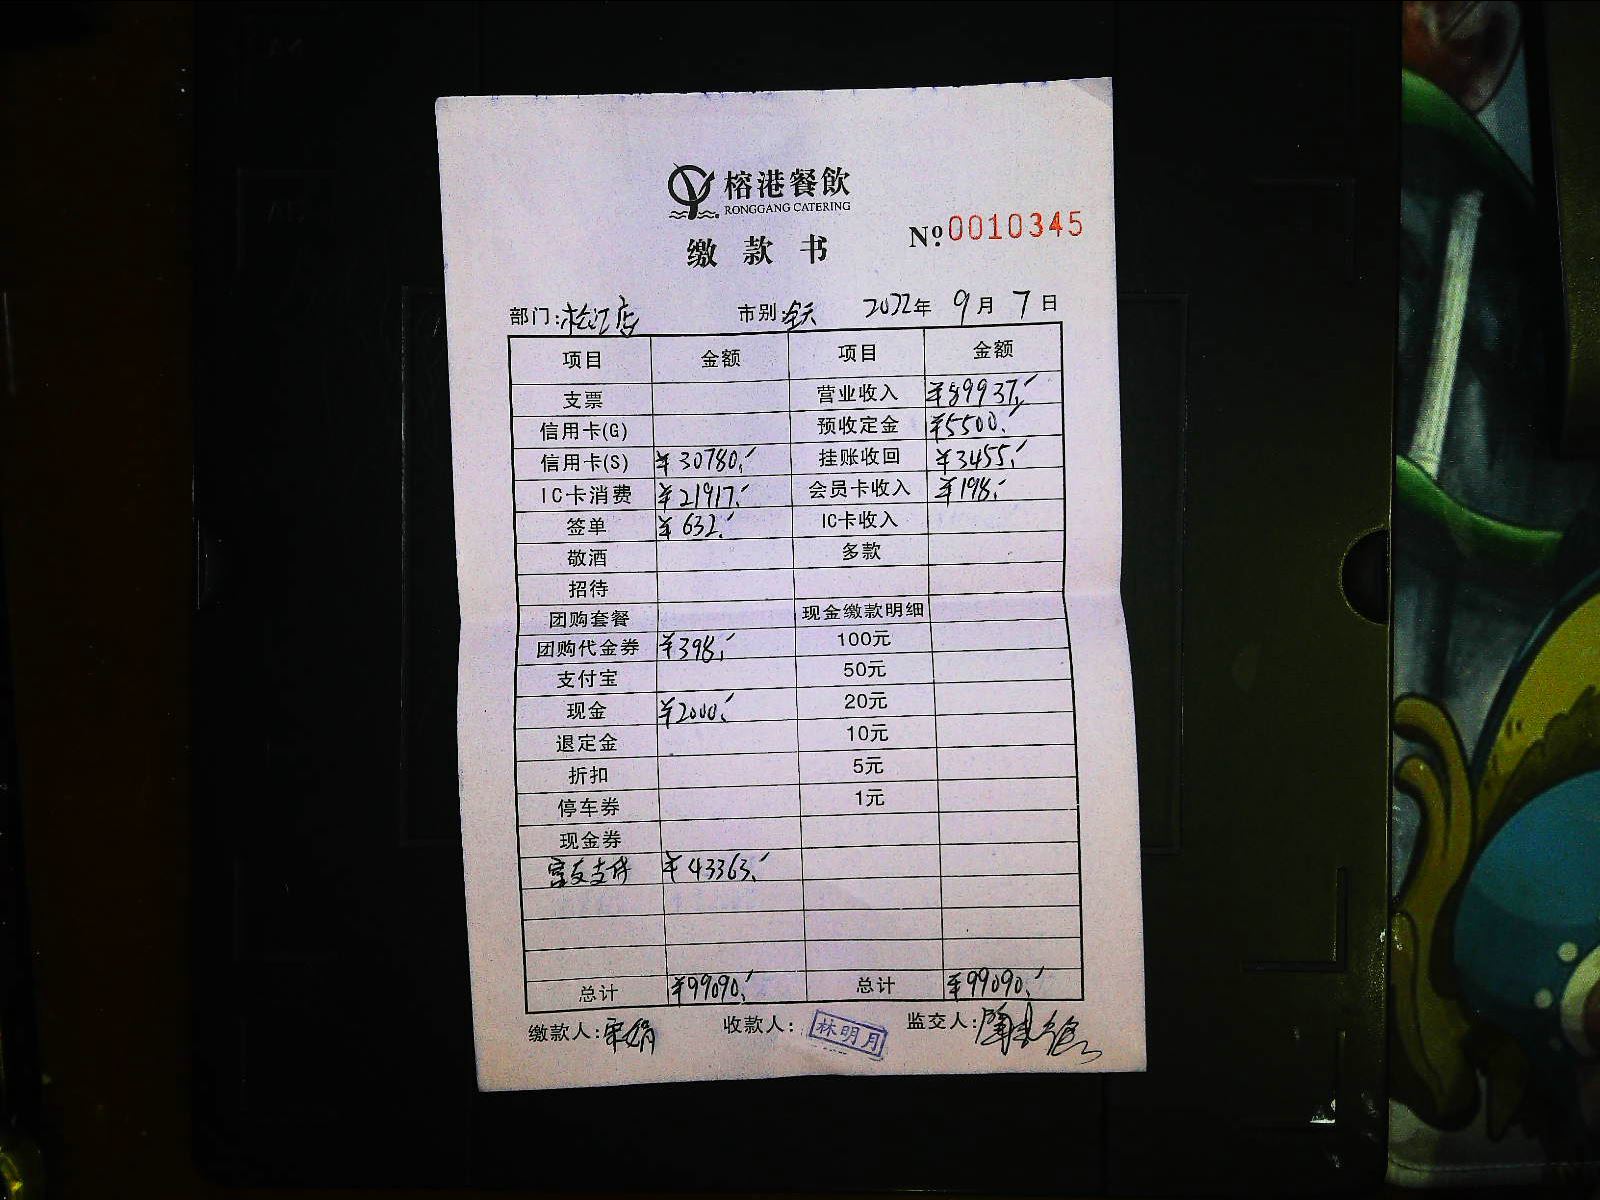 榕港餐飲
RONGGANG CATERING
缴款书
Nº 0010345
部门:松江店 市别 全天 2022年 9月 7日
项目 金额 项目 金额
支票 营业收入 ¥89937.
信用卡(G) 预收定金 ¥5500.
信用卡(S) ¥30780. 挂账收回 ¥3455.
IC卡消费 ¥21917. 会员卡收入 ¥198.
签单 ¥632. IC卡收入
敬酒 多款
招待
团购套餐 现金缴款明细
团购代金券 ¥398. 100元
支付宝 50元
现金 ¥2000. 20元
退定金 10元
折扣 5元
停车券 1元
现金券
富友支付 ¥43363.
总计 ¥99090. 总计 ¥99090.
缴款人:宋娟 收款人: 林明月 监交人: